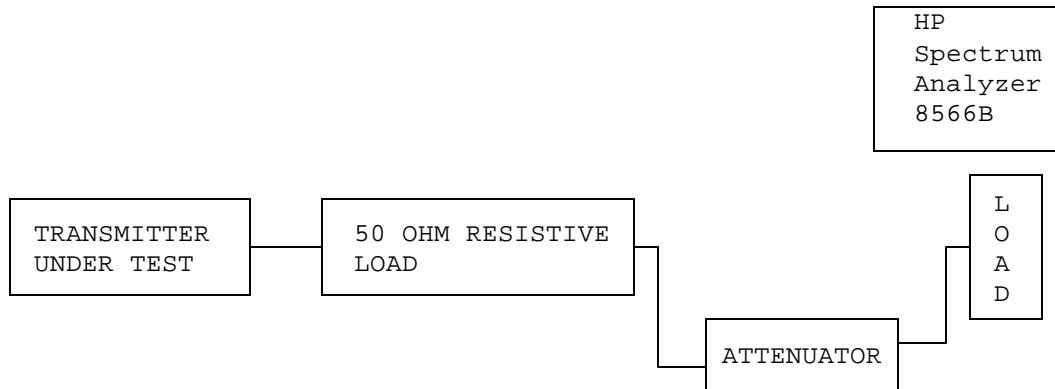 HP
Spectrum
Analyzer
8566B
TRANSMITTER
UNDER TEST
50 OHM RESISTIVE
LOAD
L
O
A
D
ATTENUATOR